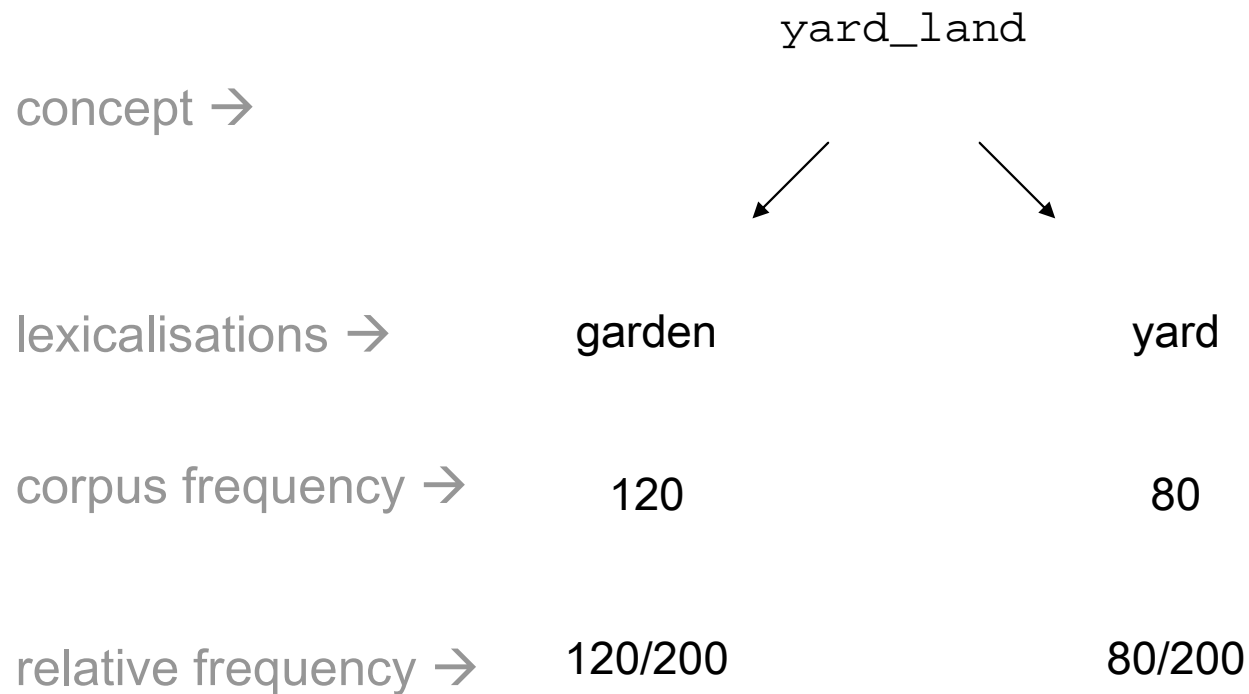 yard_land
concept →
lexicalisations → garden yard
corpus frequency → 120 80
relative frequency → 120/200 80/200